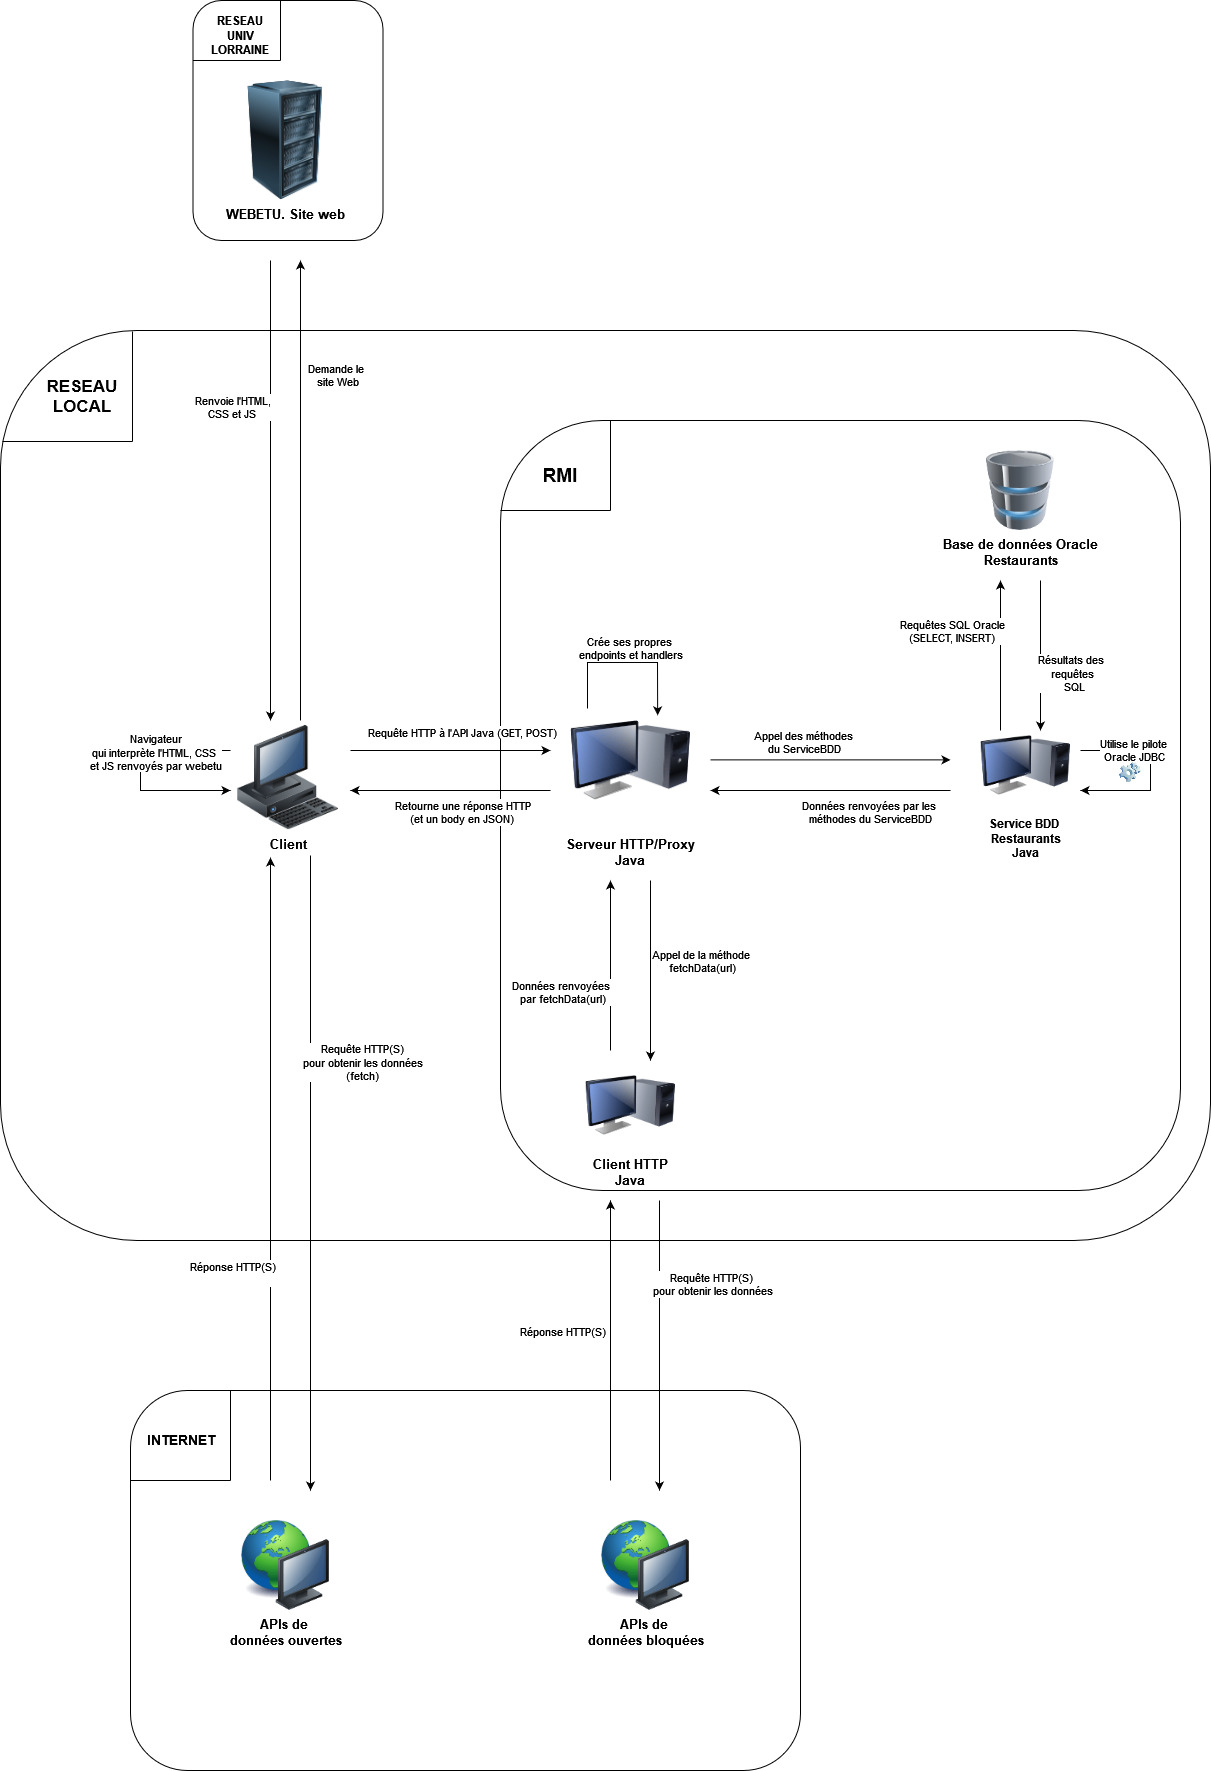 RESEAU
UNIV
LORRAINE
WEBETU. Site web
Demande le
site Web
Renvoie l'HTML,
CSS et JS
RESEAU
LOCAL
RMI
Base de données Oracle
Restaurants
Requêtes SQL Oracle
(SELECT, INSERT)
Résultats des
requêtes
SQL
Crée ses propres
endpoints et handlers
Navigateur
qui interprète l'HTML, CSS
et JS renvoyés par webetu
Requête HTTP à l'API Java (GET, POST)
Appel des méthodes
du ServiceBDD
Utilise le pilote
Oracle JDBC
Retourne une réponse HTTP
(et un body en JSON)
Données renvoyées par les
méthodes du ServiceBDD
Client
Serveur HTTP/Proxy
Java
Service BDD
Restaurants
Java
Appel de la méthode
fetchData(url)
Données renvoyées
par fetchData(url)
Requête HTTP(S)
pour obtenir les données
(fetch)
Client HTTP
Java
Réponse HTTP(S)
Requête HTTP(S)
pour obtenir les données
Réponse HTTP(S)
INTERNET
APIs de
données ouvertes
APIs de
données bloquées